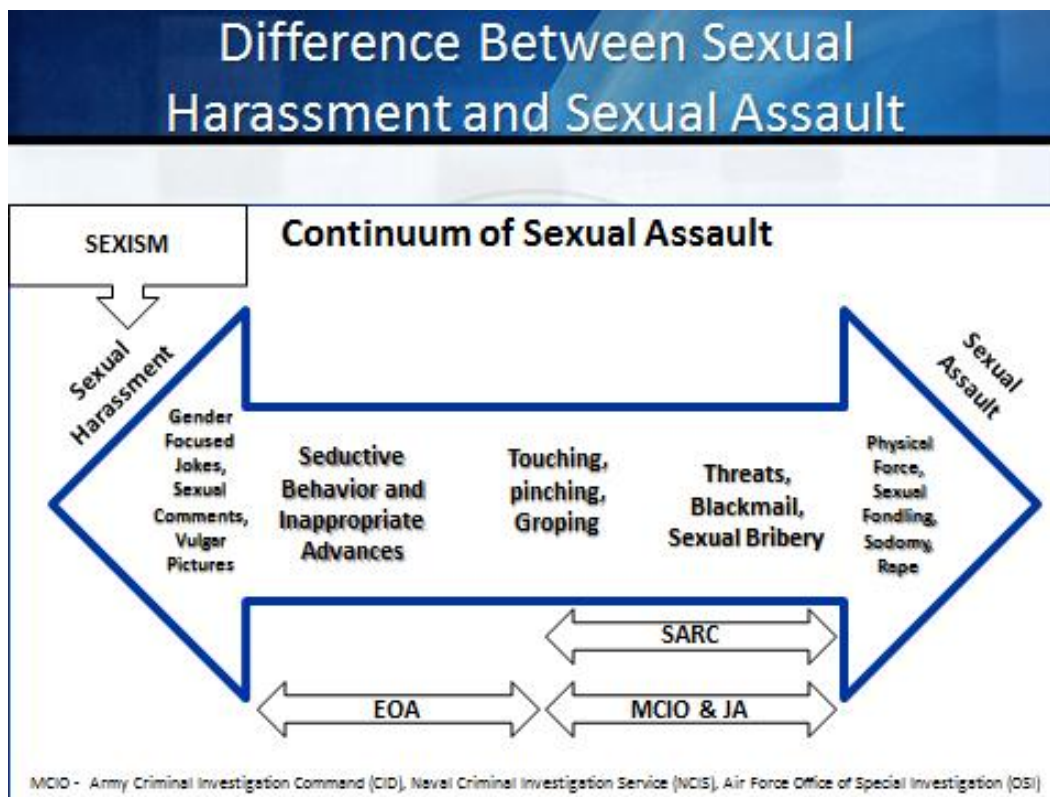 Difference Between Sexual
Harassment and Sexual Assault
SEXISM
Continuum of Sexual Assault
Sexual
Harassment
Gender
Focused
Jokes,
Sexual
Comments,
Vulgar
Pictures
Seductive
Behavior and
Inappropriate
Advances
Touching,
pinching,
Groping
Threats,
Blackmail,
Sexual Bribery
Physical
Force,
Sexual
Fondling,
Sodomy,
Rape
Sexual
Assault
SARC
EOA
MCIO & JA
MCIO - Army Criminal Investigation Command (CID), Naval Criminal Investigation Service (NCIS), Air Force Office of Special Investigation (OSI)